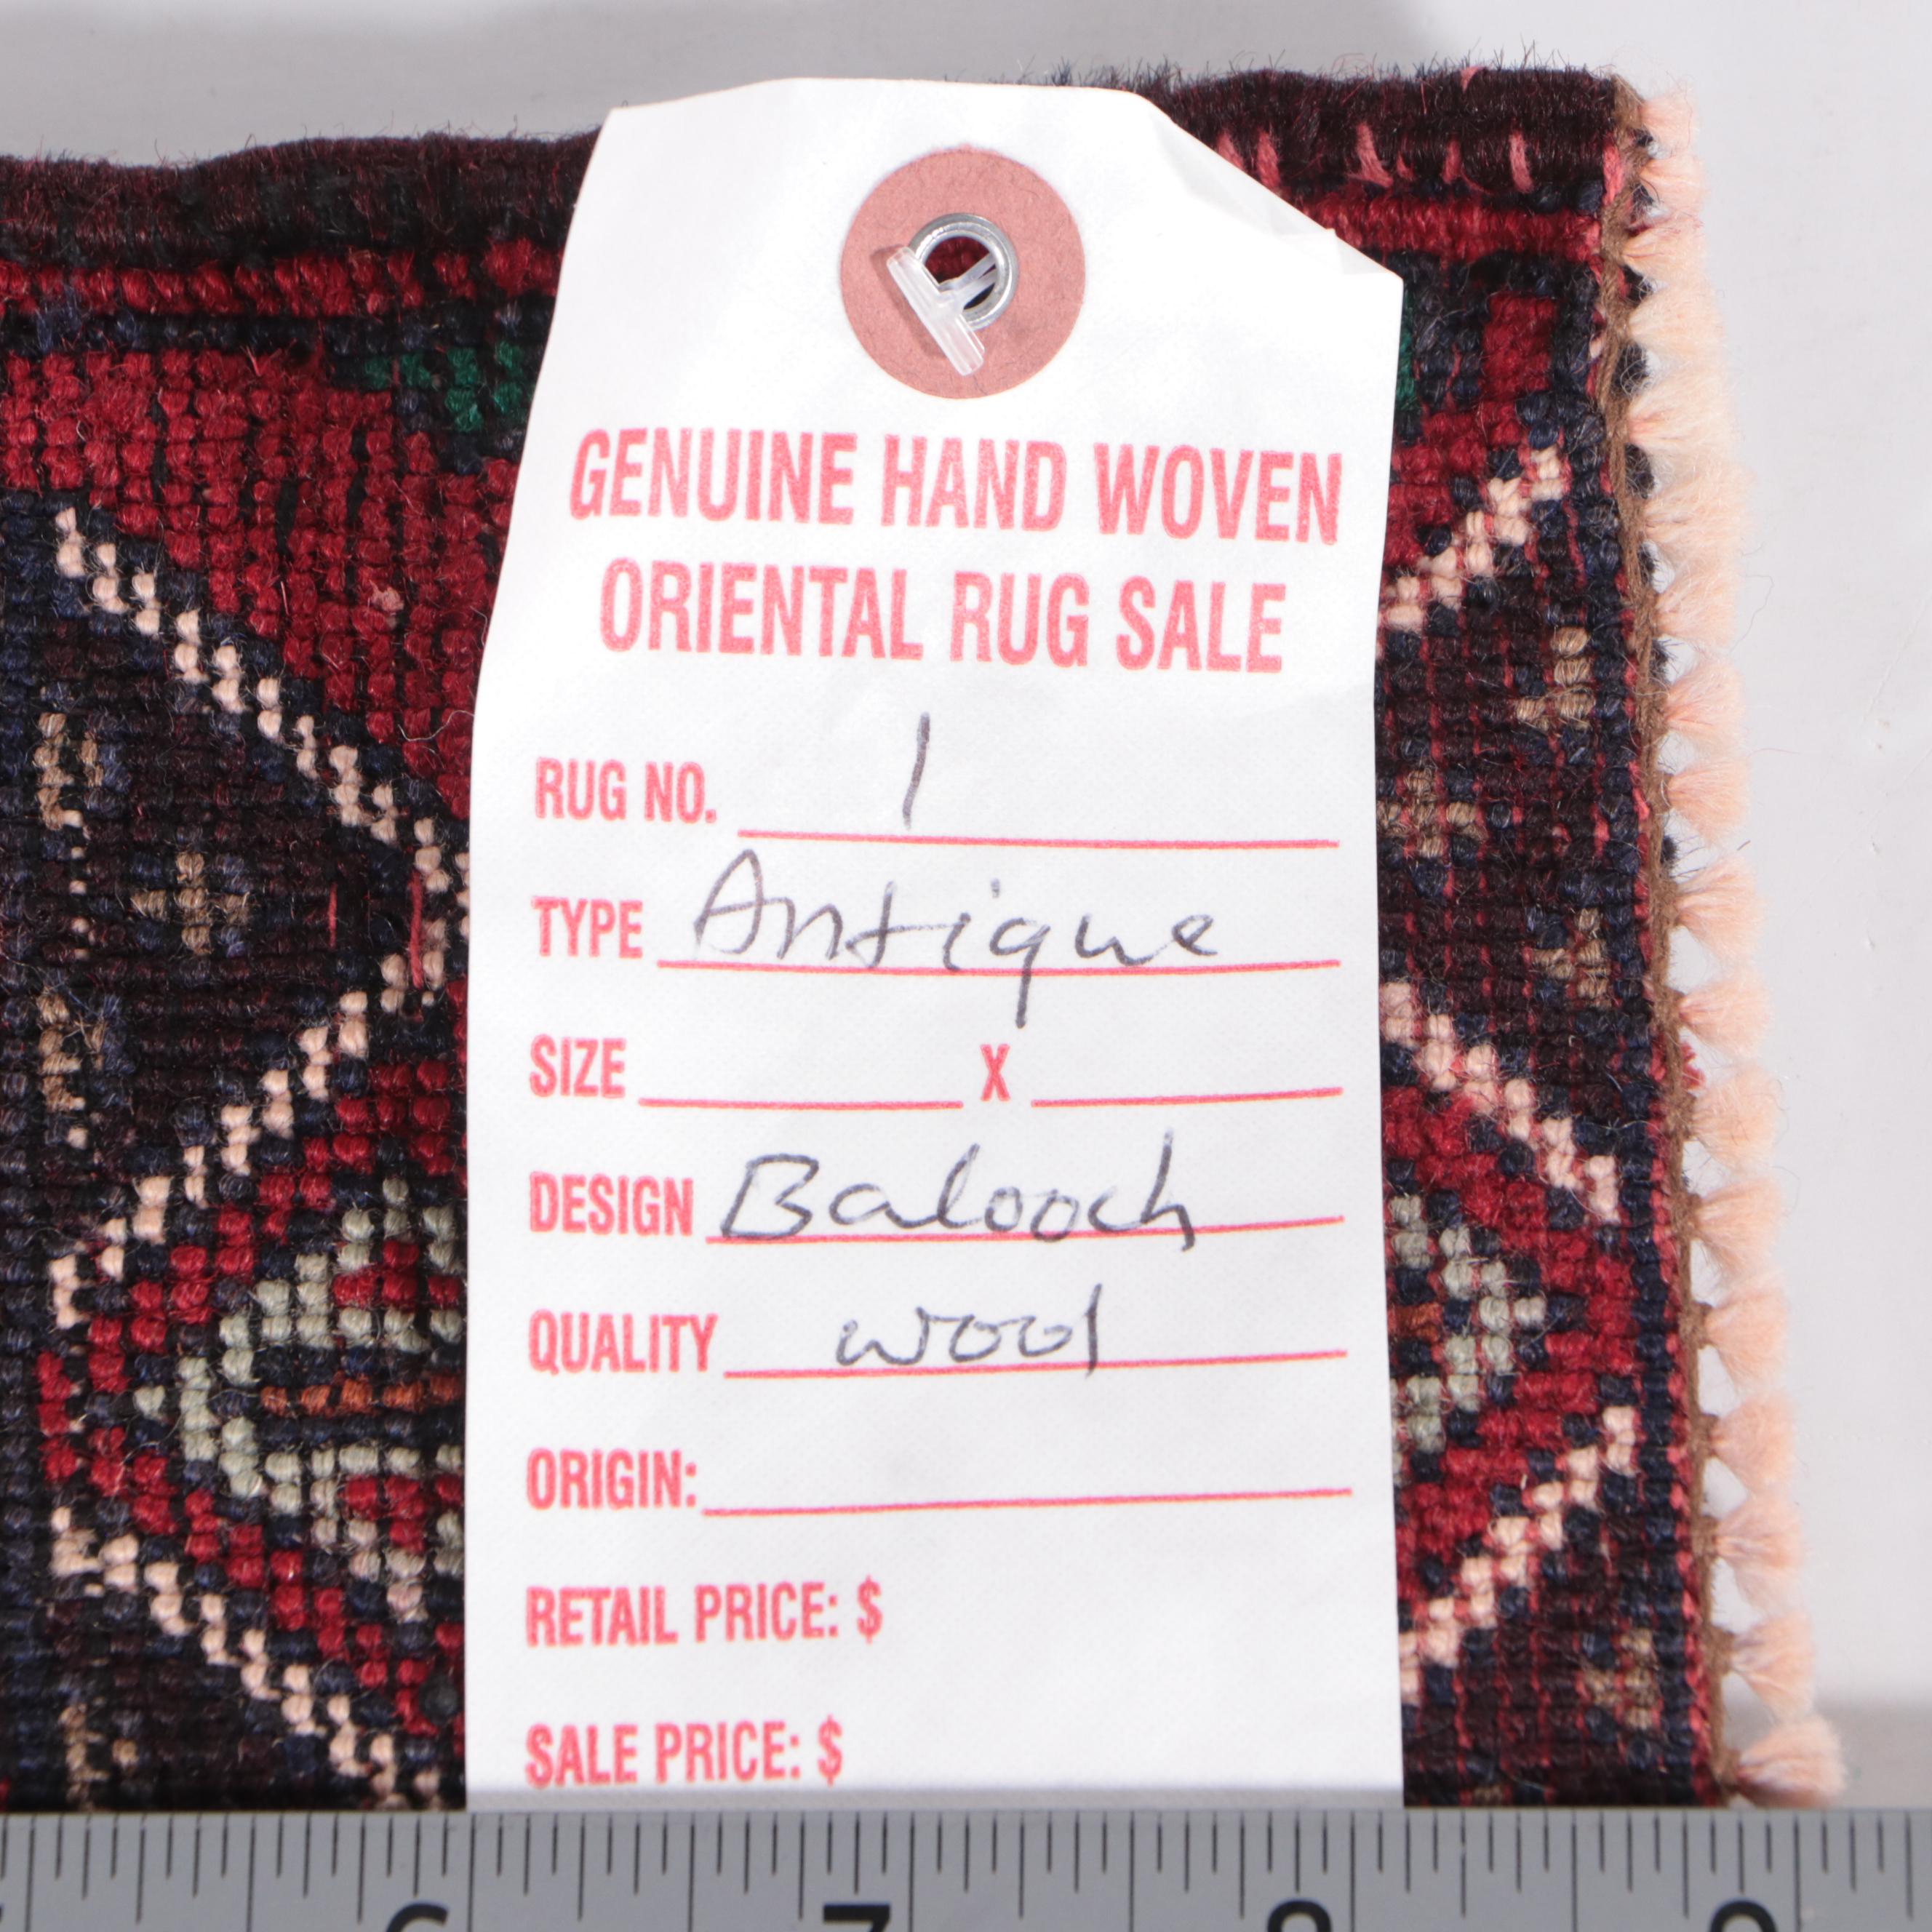 GENUINE HAND WOVEN
ORIENTAL RUG SALE
RUG NO. 1
TYPE Antique
SIZE X
DESIGN Balooch
QUALITY wool
ORIGIN:
RETAIL PRICE: $
SALE PRICE: $
6 7 8 9